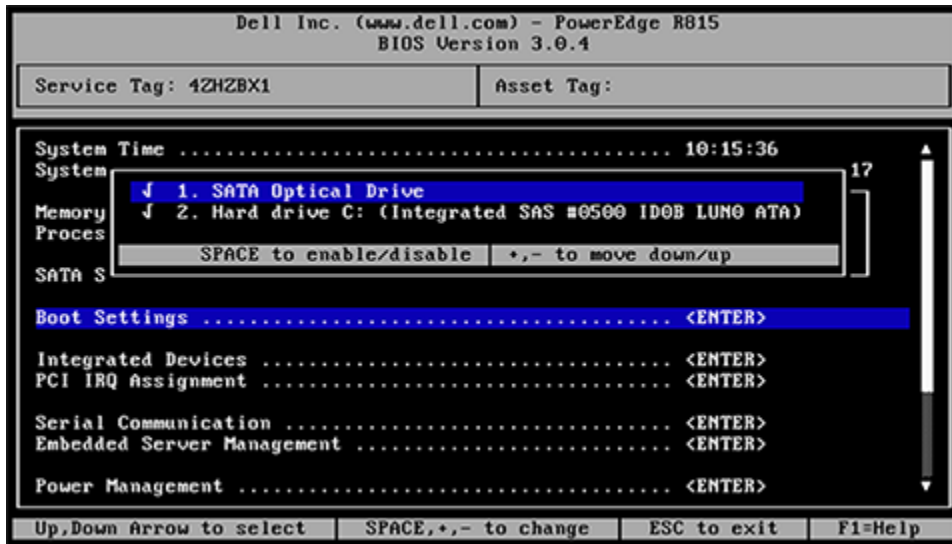 Dell Inc. (www.dell.com) - PowerEdge R815
BIOS Version 3.0.4
Service Tag: 4ZHZBX1 Asset Tag:
System Time .......................................... 10:15:36
System 17
√ 1. SATA Optical Drive
Memory √ 2. Hard drive C: (Integrated SAS #0500 ID0B LUN0 ATA)
Proces
SPACE to enable/disable +,- to move down/up
SATA S
Boot Settings ........................................ <ENTER>
Integrated Devices ................................... <ENTER>
PCI IRQ Assignment ................................... <ENTER>
Serial Communication ................................. <ENTER>
Embedded Server Management ........................... <ENTER>
Power Management ..................................... <ENTER>
Up,Down Arrow to select SPACE,+,- to change ESC to exit F1=Help